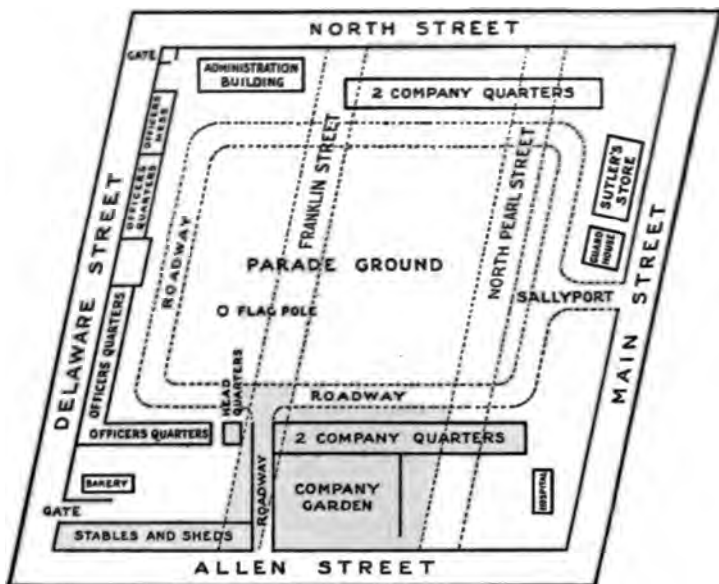 NORTH STREET
GATE
ADMINISTRATION
BUILDING
2 COMPANY QUARTERS
OFFICERS
MESS
OFFICERS
QUARTERS
FRANKLIN STREET
NORTH PEARL STREET
SUTLER'S
STORE
GUARD
HOUSE
DELAWARE STREET
ROADWAY
PARADE GROUND
SALLYPORT
FLAG POLE
MAIN STREET
OFFICERS QUARTERS
HEAD
QUARTERS
ROADWAY
OFFICERS QUARTERS
2 COMPANY QUARTERS
BAKERY
ROADWAY
COMPANY
GARDEN
HOSPITAL
GATE
STABLES AND SHEDS
ALLEN STREET